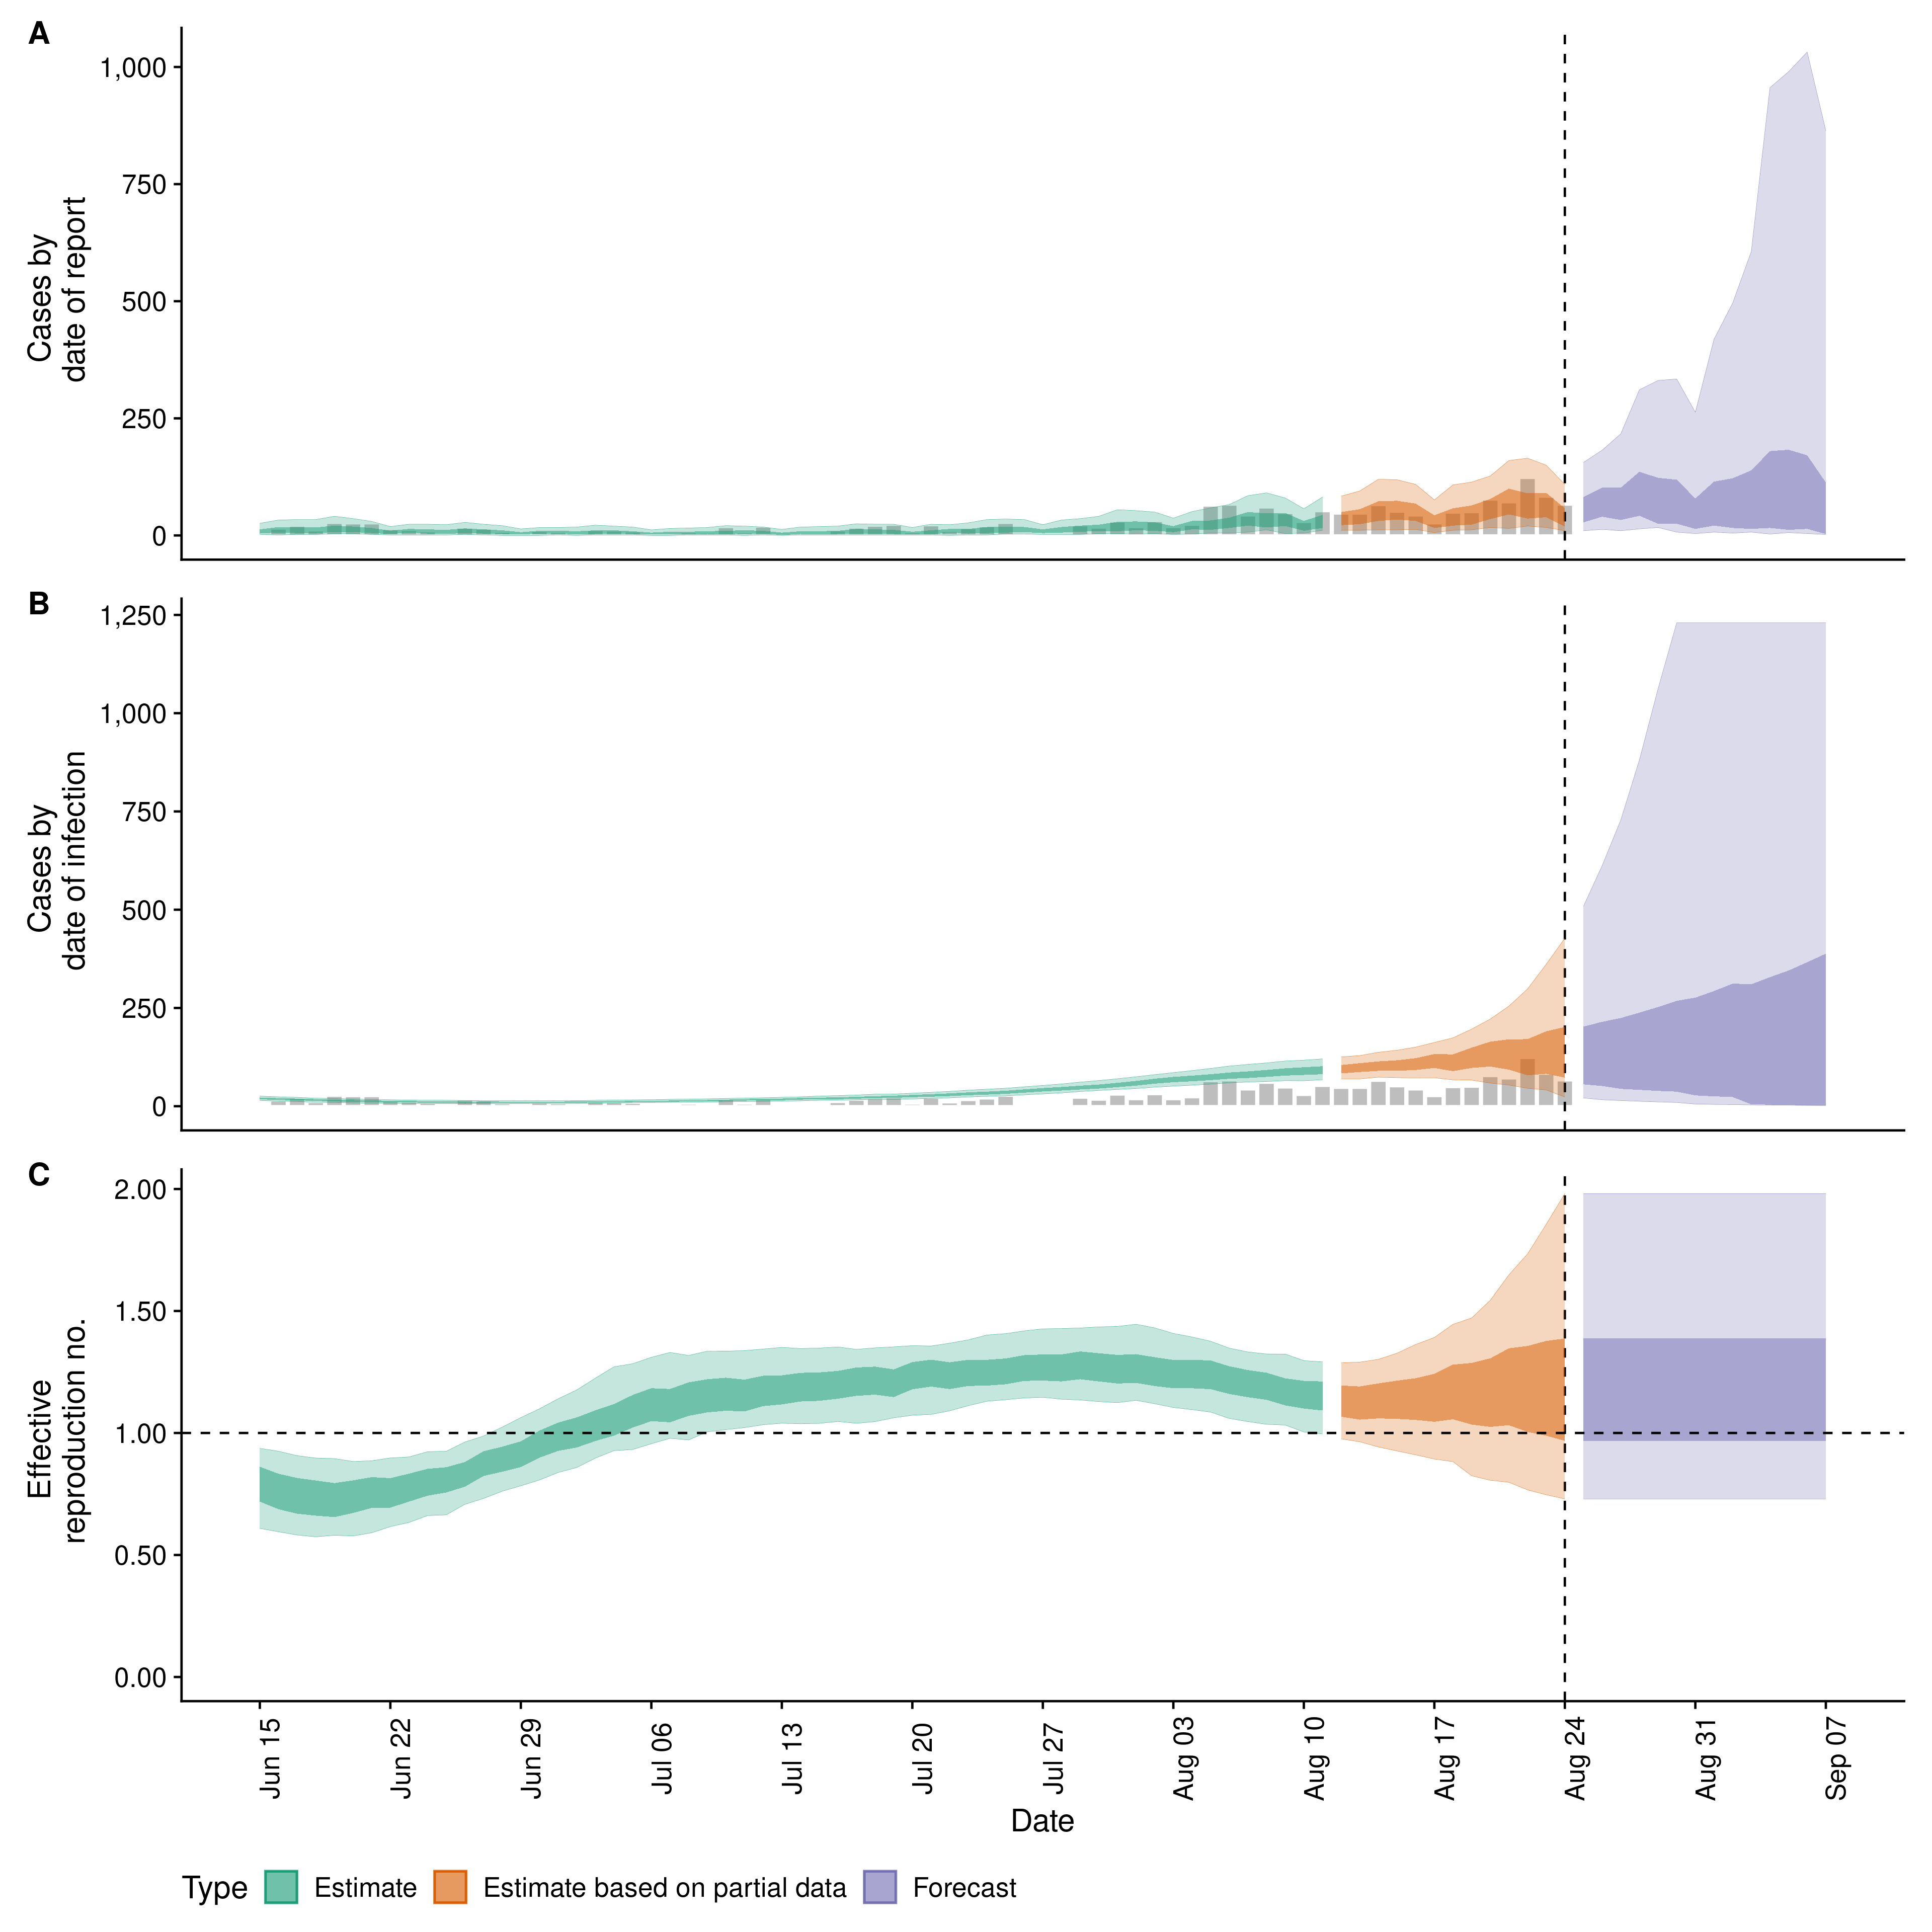 A
Cases by
date of report
1,000
750
500
250
0
B
Cases by
date of infection
1,250
1,000
750
500
250
0
C
Effective
reproduction no.
2.00
1.50
1.00
0.50
0.00
Jun 15
Jun 22
Jun 29
Jul 06
Jul 13
Jul 20
Jul 27
Aug 03
Aug 10
Aug 17
Aug 24
Aug 31
Sep 07
Date
Type Estimate Estimate based on partial data Forecast